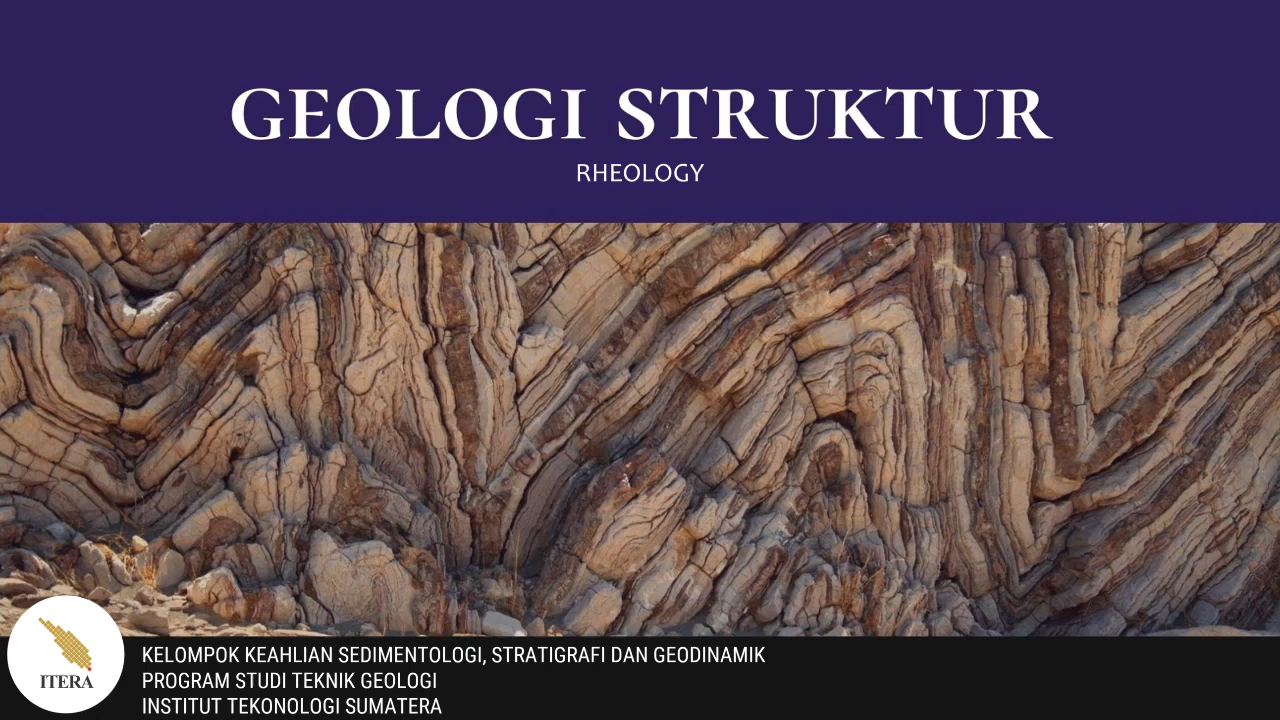 GEOLOGI STRUKTUR
RHEOLOGY
ITERA
KELOMPOK KEAHLIAN SEDIMENTOLOGI, STRATIGRAFI DAN GEODINAMIK
PROGRAM STUDI TEKNIK GEOLOGI
INSTITUT TEKONOLOGI SUMATERA